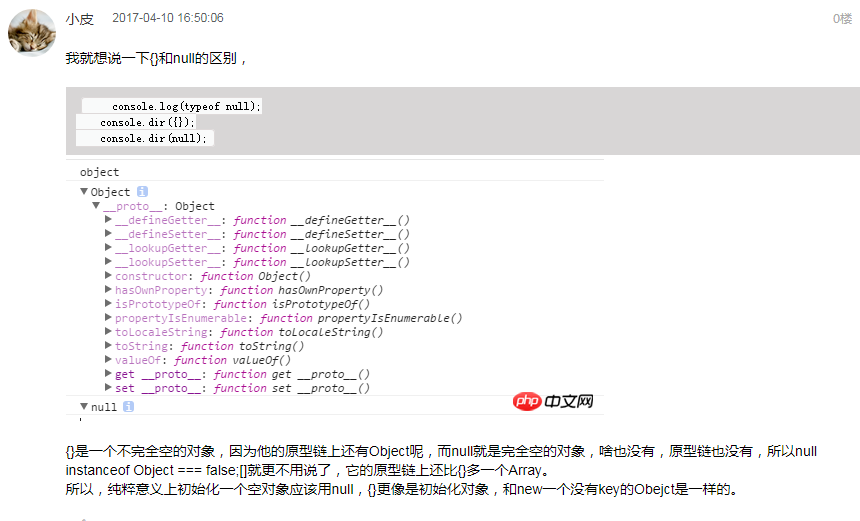 小皮 2017-04-10 16:50:06 0楼
我就想说一下{}和null的区别，
console.log(typeof null);
console.dir({});
console.dir(null);
object
▼Object i
▼__proto__: Object
▶__defineGetter__: function __defineGetter__()
▶__defineSetter__: function __defineSetter__()
▶__lookupGetter__: function __lookupGetter__()
▶__lookupSetter__: function __lookupSetter__()
▶constructor: function Object()
▶hasOwnProperty: function hasOwnProperty()
▶isPrototypeOf: function isPrototypeOf()
▶propertyIsEnumerable: function propertyIsEnumerable()
▶toLocaleString: function toLocaleString()
▶toString: function toString()
▶valueOf: function valueOf()
▶get __proto__: function get __proto__()
▶set __proto__: function set __proto__()
▼null i
php 中文网
{}是一个不完全空的对象，因为他的原型链上还有Object呢，而null就是完全空的对象，啥也没有，原型链也没有，所以null
instanceof Object === false;[]就更不用说了，它的原型链上还比{}多一个Array。
所以，纯粹意义上初始化一个空对象应该用null，{}更像是初始化对象，和new一个没有key的Obejct是一样的。